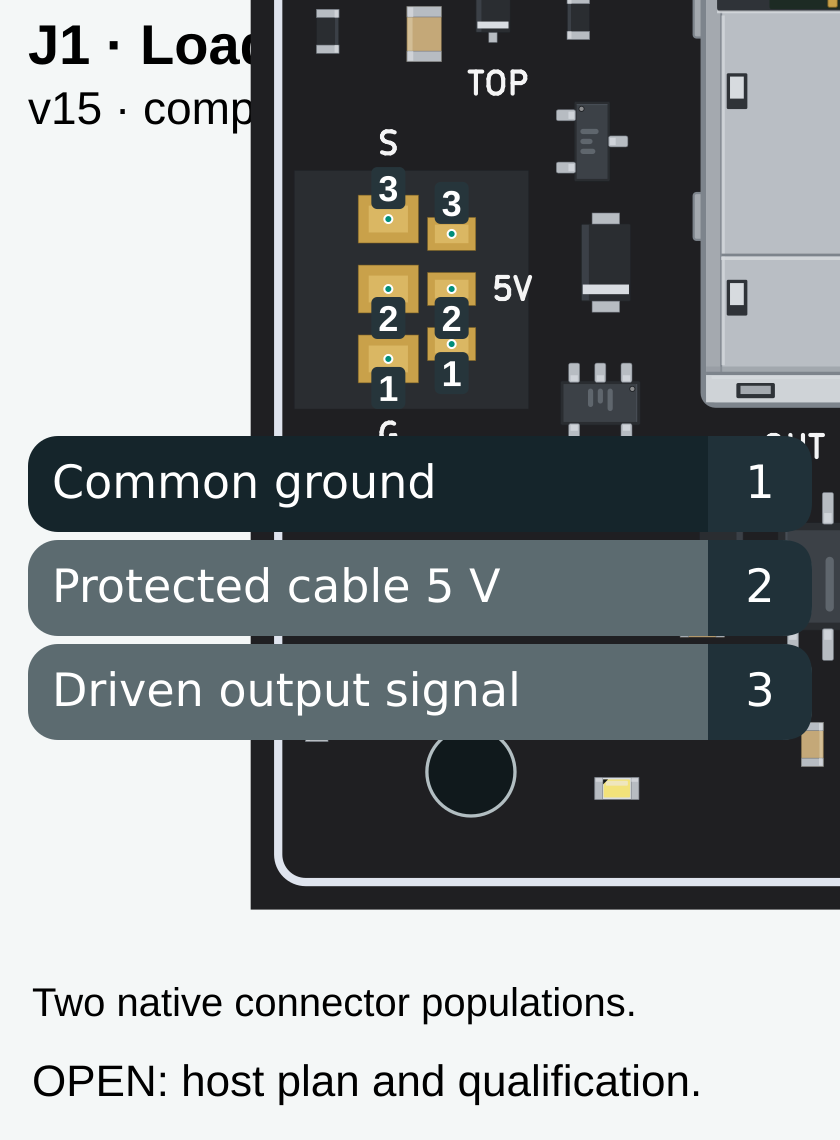 J1 · Load
v15 · comp
TOP
S
3 3
5V
2 2
1 1
G
Common ground 1
Protected cable 5 V 2
Driven output signal 3
Two native connector populations.
OPEN: host plan and qualification.